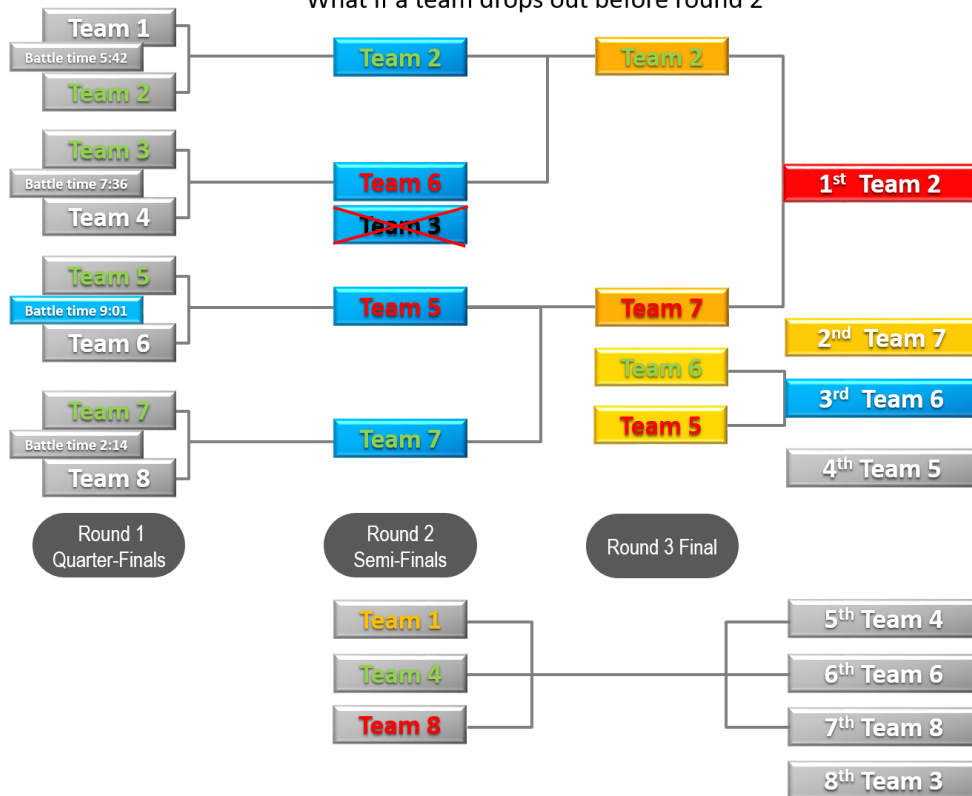 What if a team drops out before round 2
Team 1
Battle time 5:42
Team 2
Team 3
Battle time 7:36
Team 4
Team 5
Battle time 9:01
Team 6
Team 7
Battle time 2:14
Team 8
Round 1
Quarter-Finals
Team 2
Team 6
Team 3
Team 5
Team 7
Round 2
Semi-Finals
Team 2
Team 7
Team 6
Team 5
Round 3 Final
1st Team 2
2nd Team 7
3rd Team 6
4th Team 5
Team 1
Team 4
Team 8
5th Team 4
6th Team 6
7th Team 8
8th Team 3